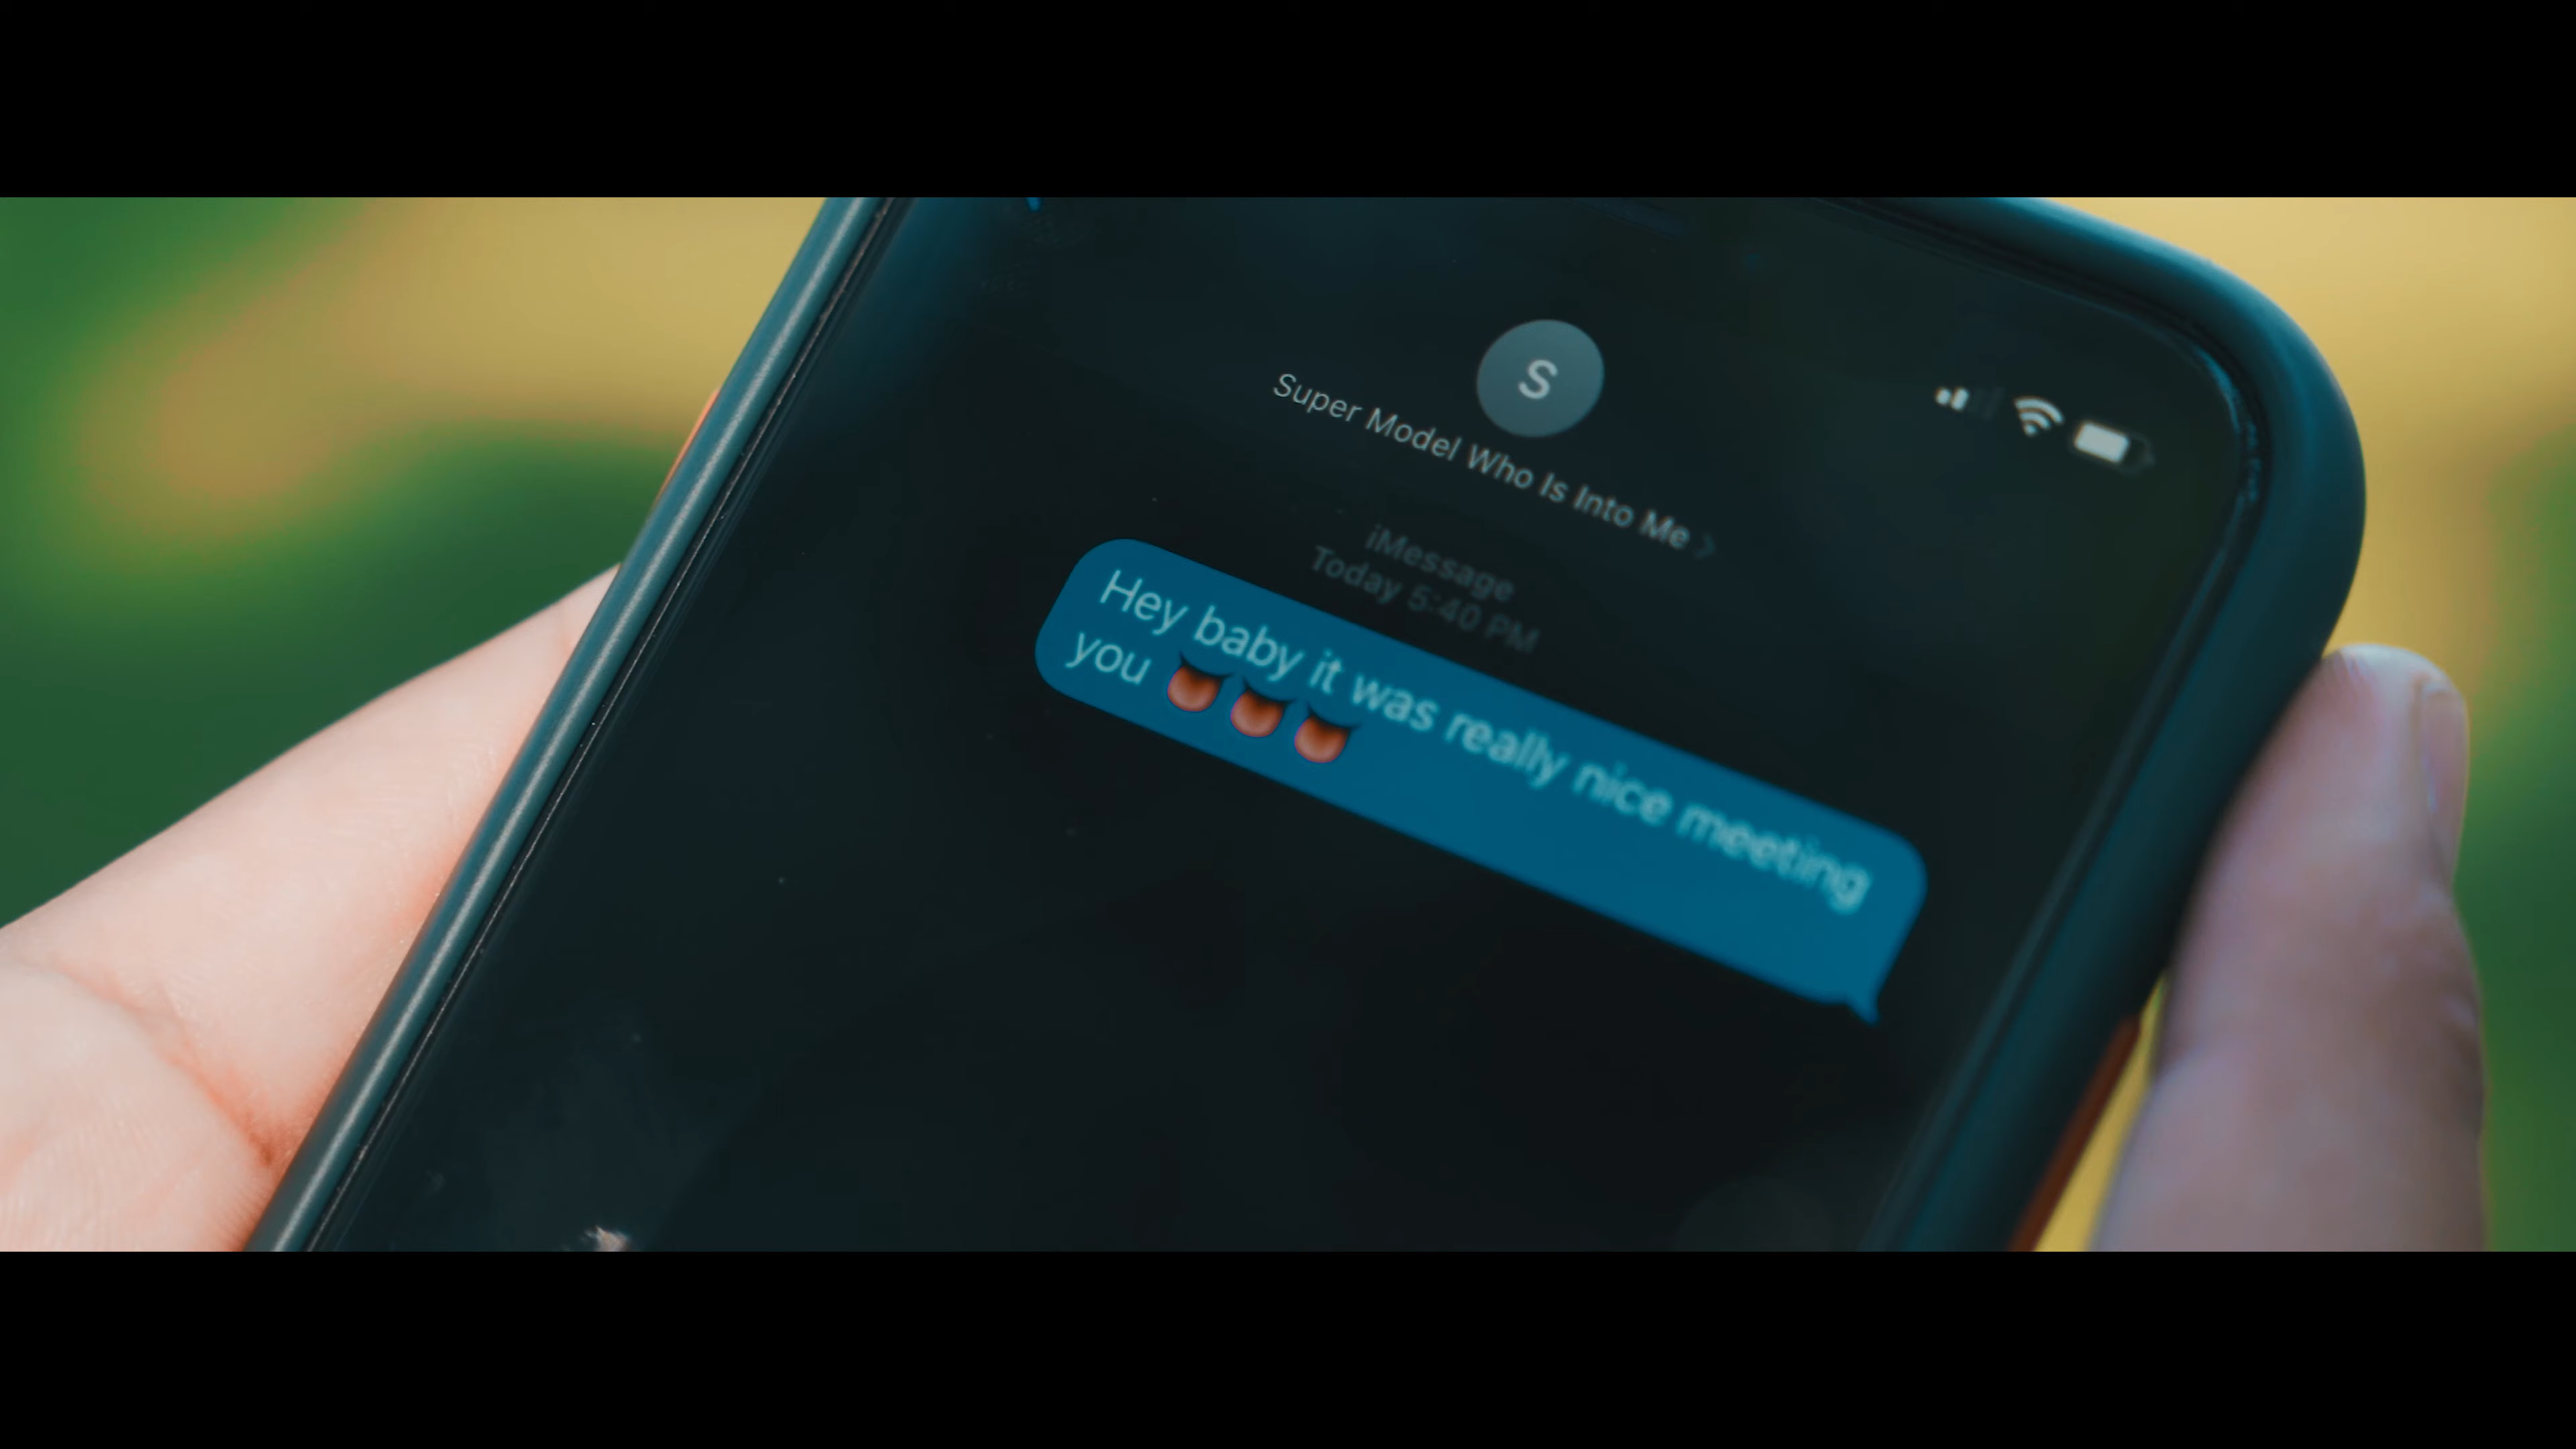 S
Super Model Who Is Into Me
iMessage
Today 5:40 PM
Hey baby it was really nice meeting
you